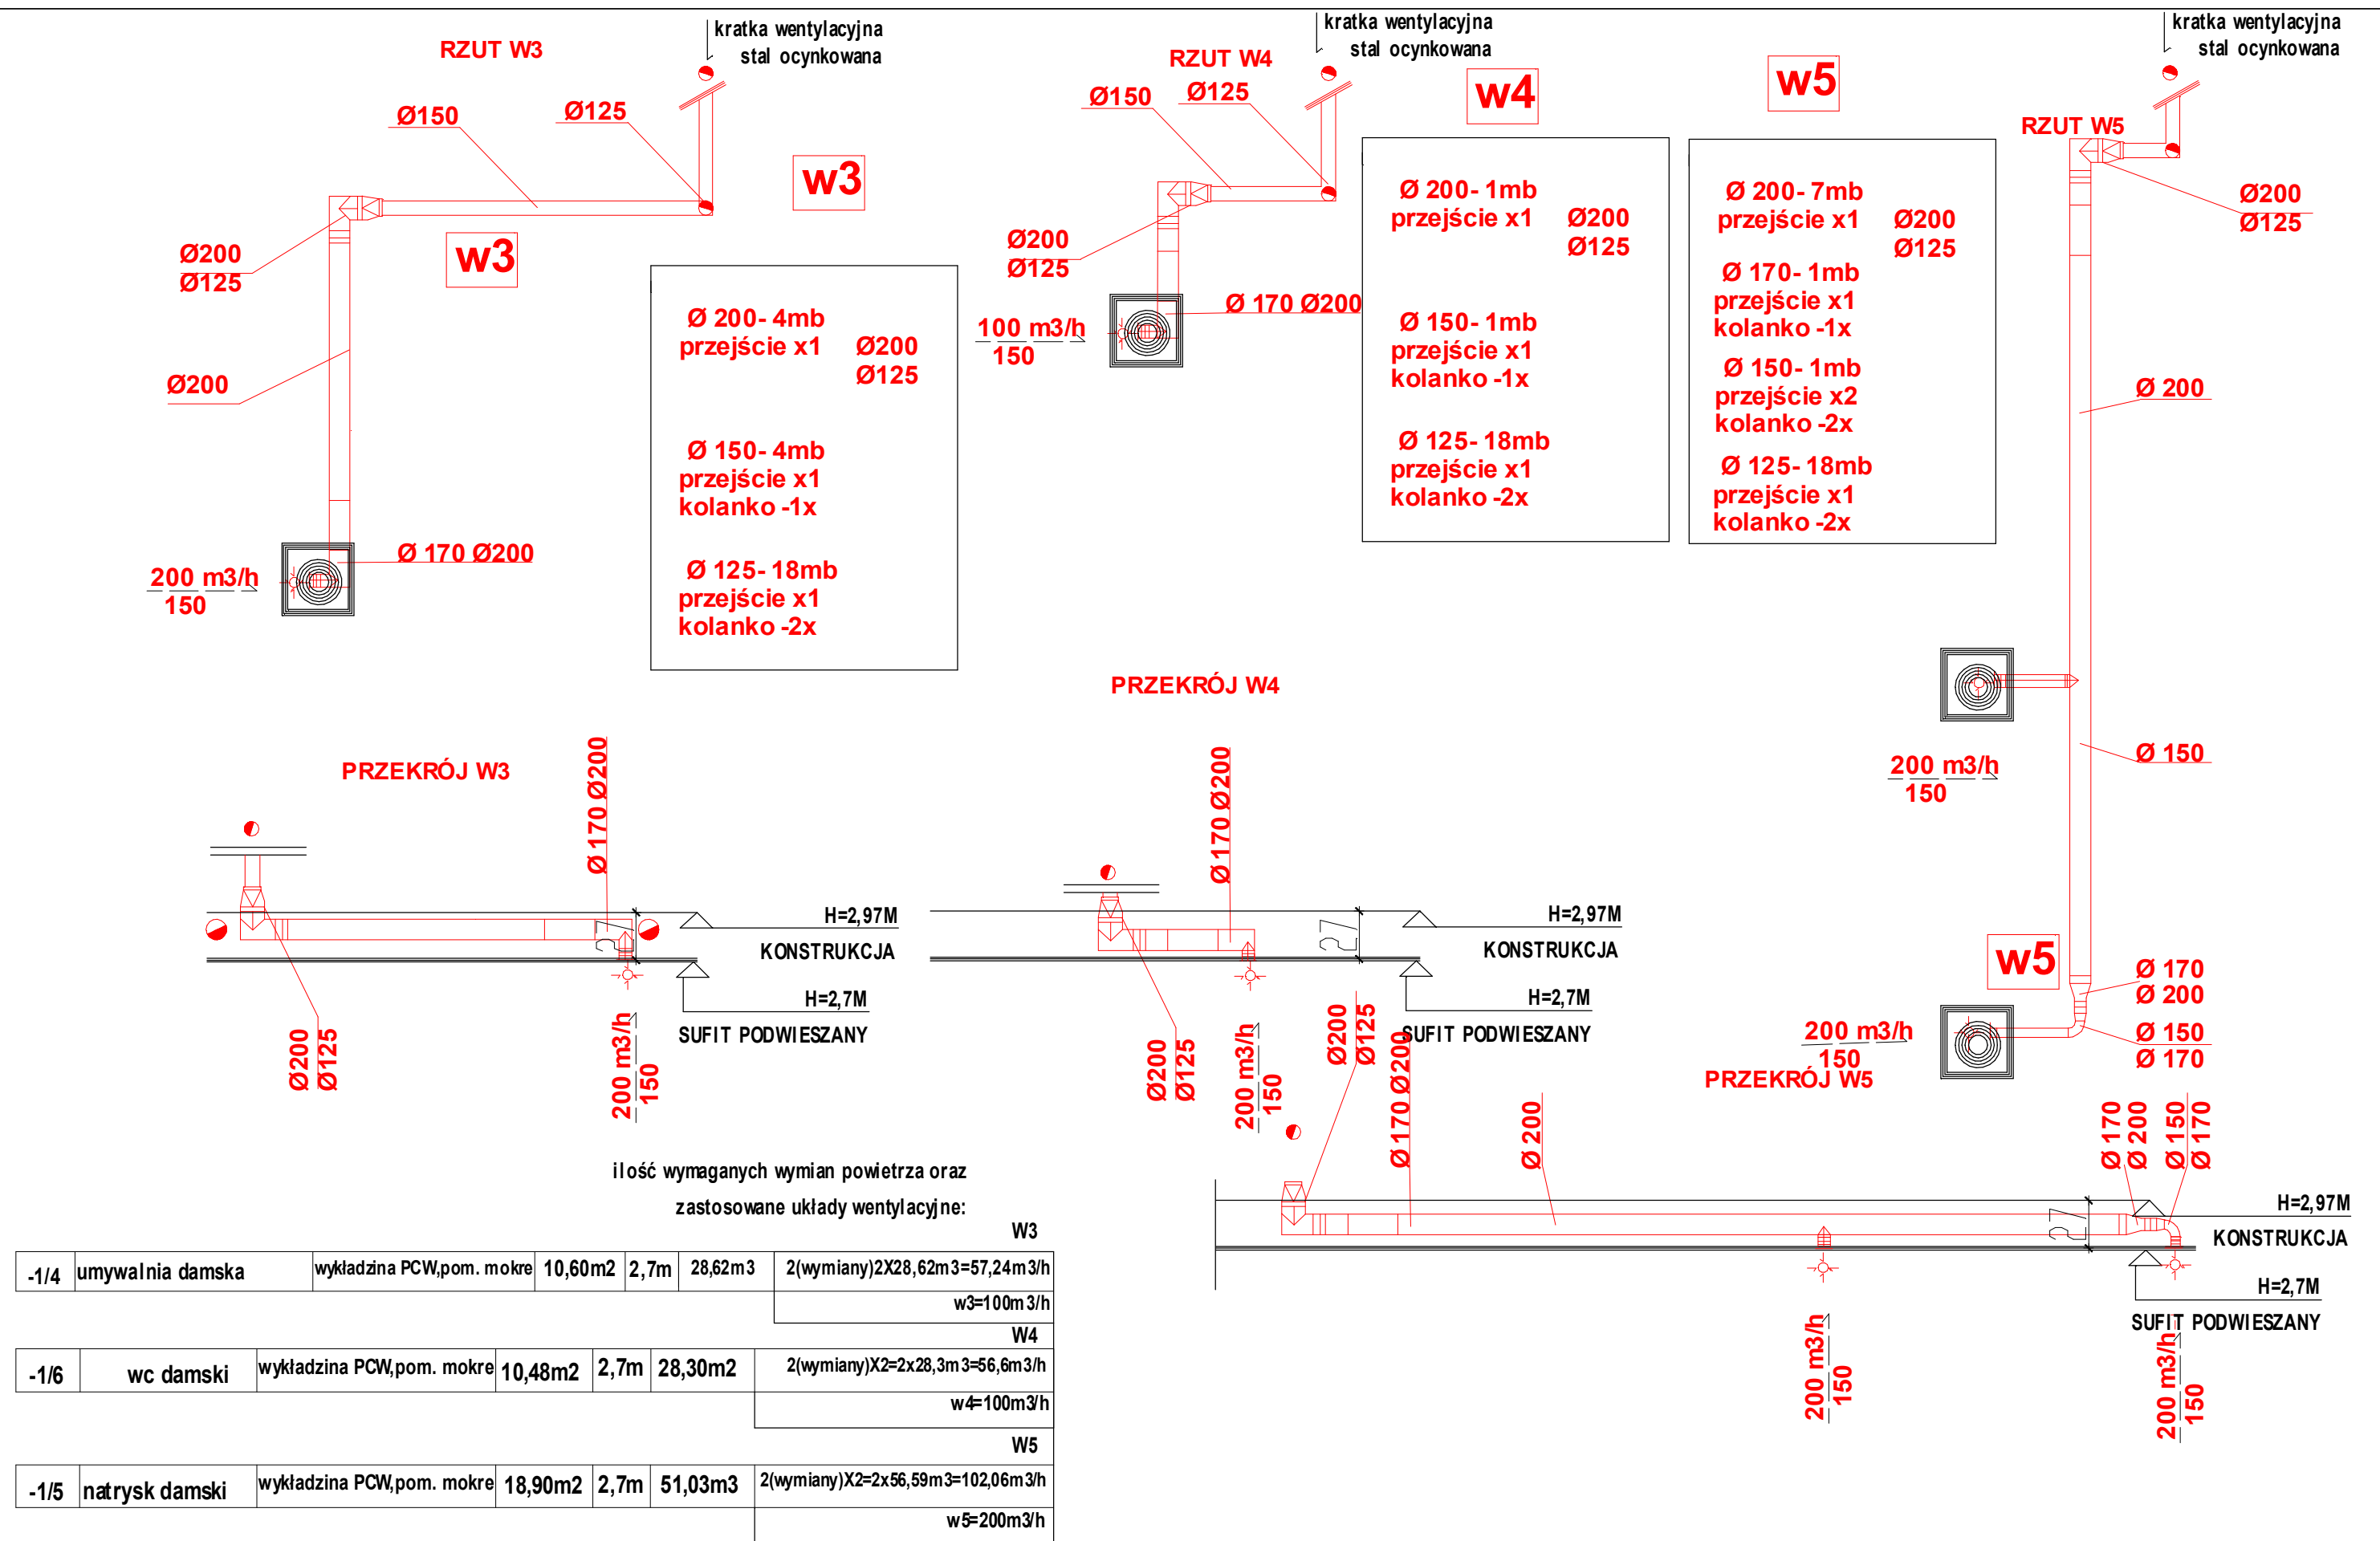 kratka wentylacyjna
stal ocynkowana
RZUT W3
Ø150
Ø125
w3
Ø200
Ø125
w3
Ø200
Ø 170 Ø200
200 m3/h
150
Ø 200- 4mb
przejście x1
Ø200
Ø125
Ø 150- 4mb
przejście x1
kolanko -1x
Ø 125- 18mb
przejście x1
kolanko -2x
kratka wentylacyjna
stal ocynkowana
RZUT W4
Ø150
Ø125
w4
Ø200
Ø125
Ø 170 Ø200
100 m3/h
150
Ø 200- 1mb
przejście x1
Ø200
Ø125
Ø 150- 1mb
przejście x1
kolanko -1x
Ø 125- 18mb
przejście x1
kolanko -2x
w5
Ø 200- 7mb
przejście x1
Ø200
Ø125
Ø 170- 1mb
przejście x1
kolanko -1x
Ø 150- 1mb
przejście x2
kolanko -2x
Ø 125- 18mb
przejście x1
kolanko -2x
kratka wentylacyjna
stal ocynkowana
RZUT W5
Ø200
Ø125
Ø 200
200 m3/h
150
Ø 150
w5
Ø 170
Ø 200
Ø 150
Ø 170
200 m3/h
150
PRZEKRÓJ W3
Ø 170 Ø200
27
H=2,97M
KONSTRUKCJA
H=2,7M
SUFIT PODWIESZANY
Ø200
Ø125
200 m3/h
150
PRZEKRÓJ W4
Ø 170 Ø200
27
H=2,97M
KONSTRUKCJA
H=2,7M
SUFIT PODWIESZANY
Ø200
Ø125
200 m3/h
150
PRZEKRÓJ W5
Ø200
Ø125
Ø 170 Ø200
Ø 200
Ø 170
Ø 200
Ø 150
Ø 170
27
H=2,97M
KONSTRUKCJA
H=2,7M
SUFIT PODWIESZANY
200 m3/h
150
200 m3/h
150
ilość wymaganych wymian powietrza oraz
zastosowane układy wentylacyjne:
W3
-1/4 umywalnia damska wykładzina PCW,pom. mokre 10,60m2 2,7m 28,62m3 2(wymiany)2X28,62m3=57,24m3/h
w3=100m3/h
W4
-1/6 wc damski wykładzina PCW,pom. mokre 10,48m2 2,7m 28,30m2 2(wymiany)X2=2x28,3m3=56,6m3/h
w4=100m3/h
W5
-1/5 natrysk damski wykładzina PCW,pom. mokre 18,90m2 2,7m 51,03m3 2(wymiany)X2=2x56,59m3=102,06m3/h
w5=200m3/h